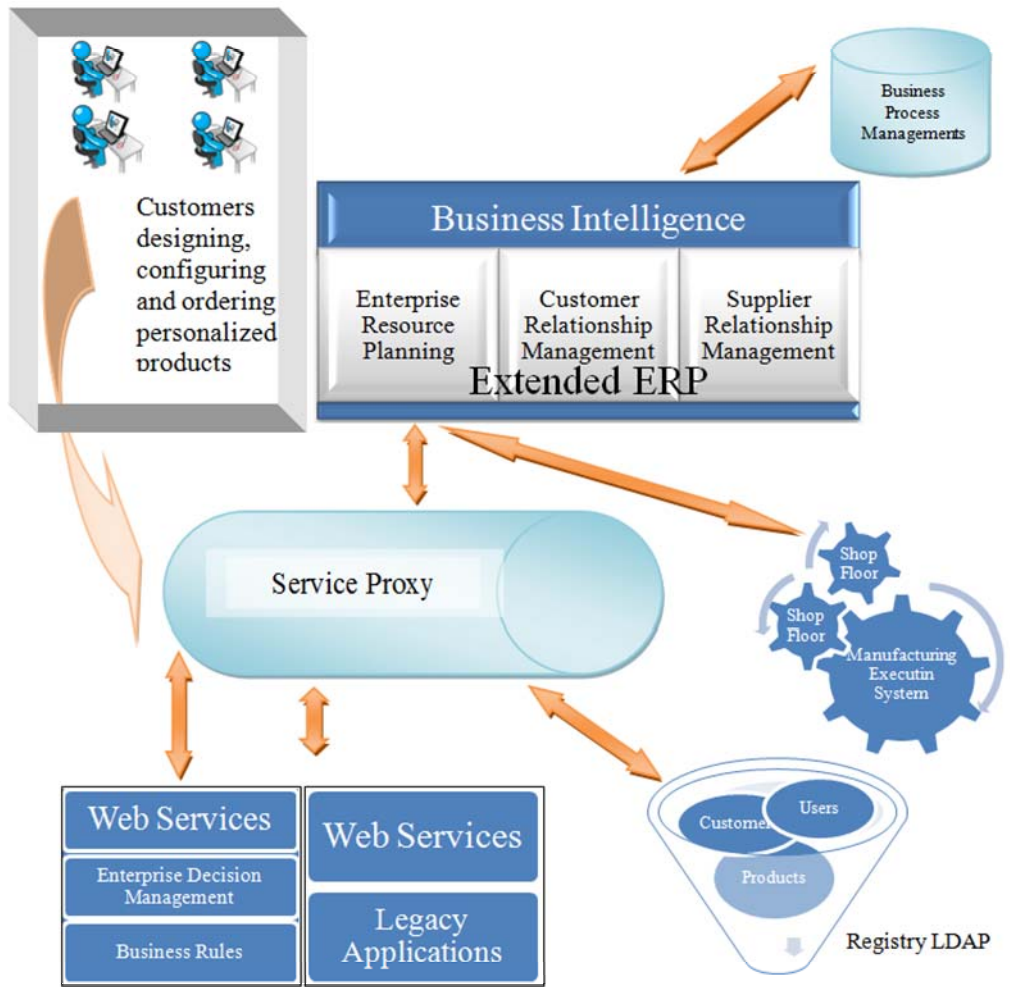 Customers
designing,
configuring
and ordering
personalized
products
Business
Process
Managements
Business Intelligence
Enterprise
Resource
Planning
Customer
Relationship
Management
Supplier
Relationship
Management
Extended ERP
Service Proxy
Shop
Floor
Shop
Floor
Manufacturing
Executin
System
Web Services
Enterprise Decision
Management
Business Rules
Web Services
Legacy
Applications
Customer
Users
Products
Registry LDAP